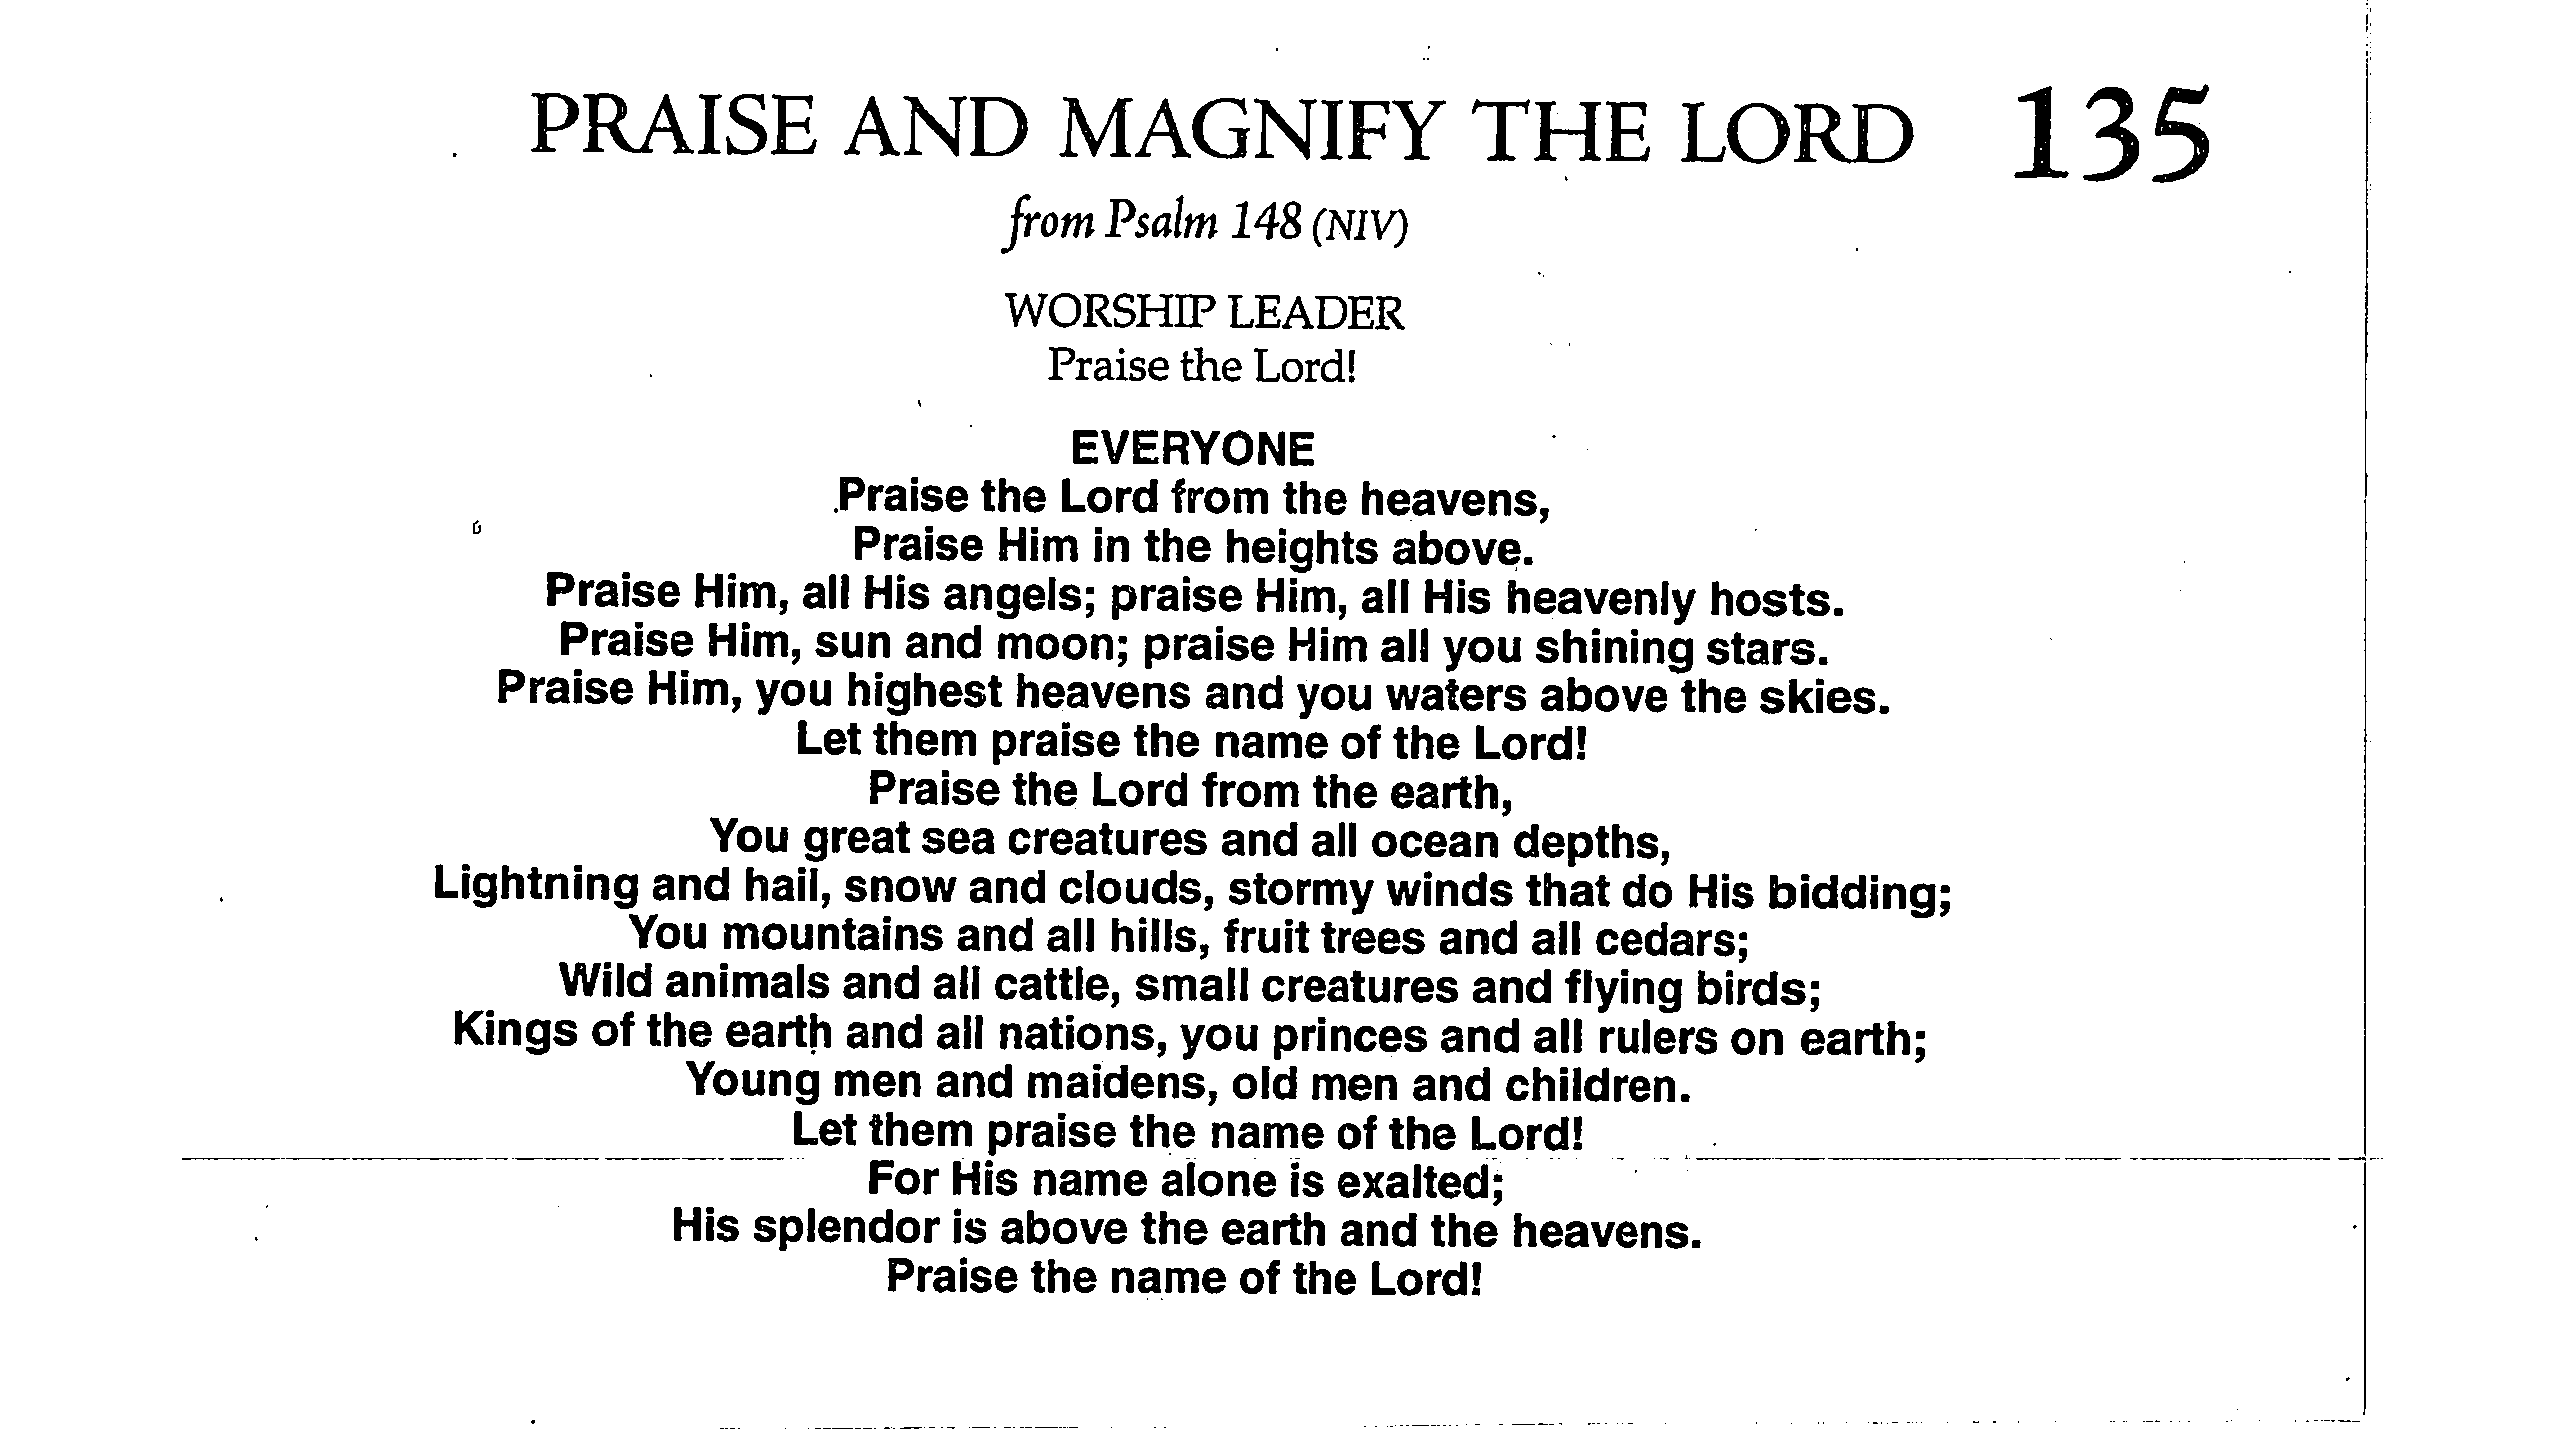 PRAISE AND MAGNIFY THE LORD 135
from Psalm 148 (NIV)
WORSHIP LEADER
Praise the Lord!
EVERYONE
Praise the Lord from the heavens,
Praise Him in the heights above.
Praise Him, all His angels; praise Him, all His heavenly hosts.
Praise Him, sun and moon; praise Him all you shining stars.
Praise Him, you highest heavens and you waters above the skies.
Let them praise the name of the Lord!
Praise the Lord from the earth,
You great sea creatures and all ocean depths,
Lightning and hail, snow and clouds, stormy winds that do His bidding;
You mountains and all hills, fruit trees and all cedars;
Wild animals and all cattle, small creatures and flying birds;
Kings of the earth and all nations, you princes and all rulers on earth;
Young men and maidens, old men and children.
Let them praise the name of the Lord!
For His name alone is exalted;
His splendor is above the earth and the heavens.
Praise the name of the Lord!